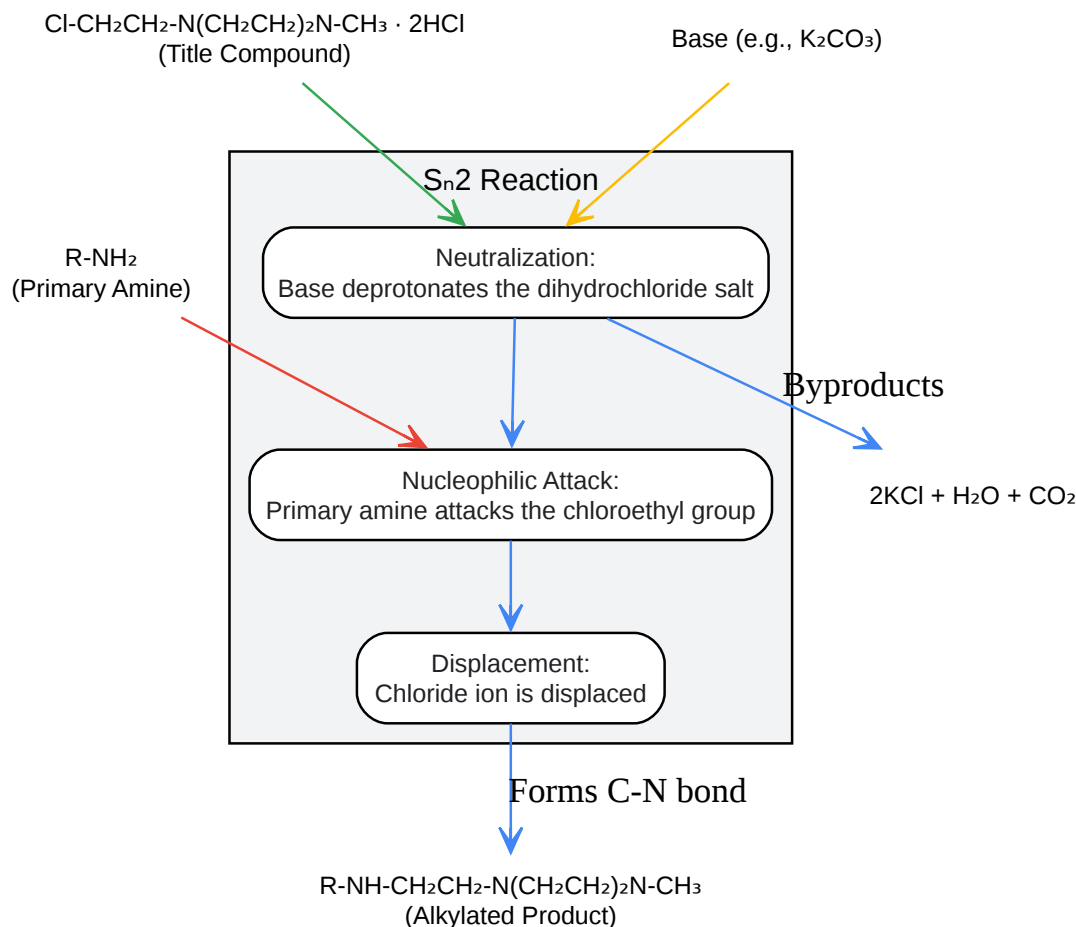 Cl-CH₂CH₂-N(CH₂CH₂)₂N-CH₃ · 2HCl
(Title Compound)
Base (e.g., K₂CO₃)
Sₙ2 Reaction
R-NH₂
(Primary Amine)
Neutralization:
Base deprotonates the dihydrochloride salt
Byproducts
Nucleophilic Attack:
Primary amine attacks the chloroethyl group
2KCl + H₂O + CO₂
Displacement:
Chloride ion is displaced
Forms C-N bond
R-NH-CH₂CH₂-N(CH₂CH₂)₂N-CH₃
(Alkylated Product)